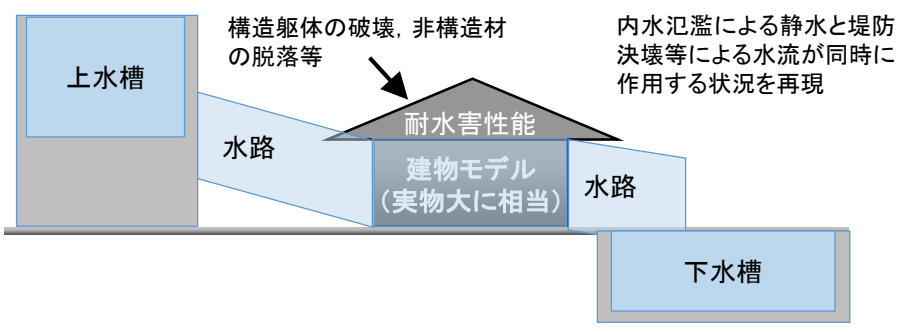 構造躯体の破壊，非構造材
の脱落等
内水氾濫による静水と堤防
決壊等による水流が同時に
作用する状況を再現
上水槽
水路
耐水害性能
建物モデル
（実物大に相当）
水路
下水槽